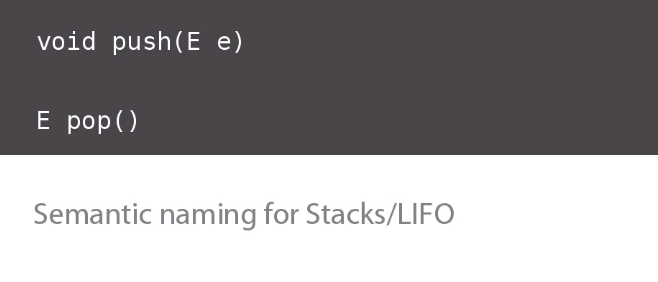 void push(E e)
E pop()
Semantic naming for Stacks/LIFO